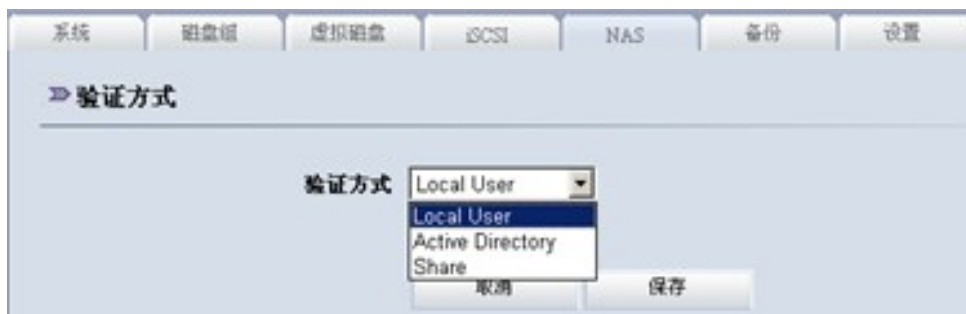 系统 磁盘组 虚拟磁盘 iSCSI NAS 备份 设置
验证方式
验证方式 Local User
Local User
Active Directory
Share
取消 保存